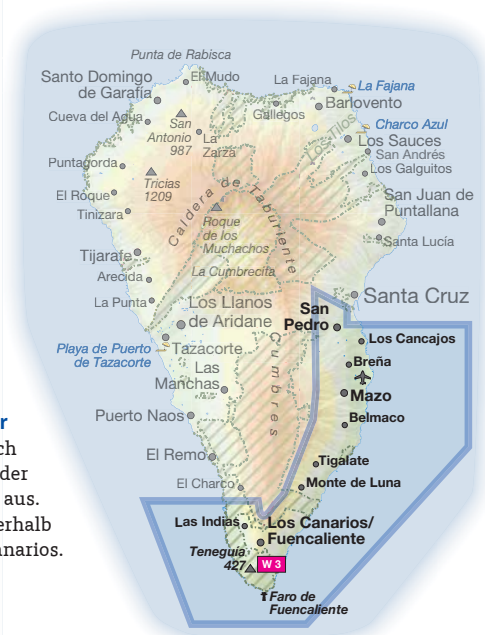 Punta de Rabisca
Santo Domingo
de Garafía
El Mudo
La Fajana
La Fajana
Barlovento
Gallegos
Cueva del Agua
San
Antonio
987
La
Zarza
Los Tilos
Charco Azul
Los Sauces
San Andrés
Los Galguitos
Puntagorda
Tricias
1209
El Roque
Tinizara
Caldera de Taburiente
Roque
de los
Muchachos
San Juan de
Puntallana
Santa Lucía
Tijarafe
Arecida
La Cumbrecita
La Punta
Los Llanos
de Aridane
Santa Cruz
San
Pedro
Los Cancajos
Playa de Puerto
de Tazacorte
Tazacorte
Las
Manchas
Cumbres
Breña
Mazo
Puerto Naos
Belmaco
El Remo
Tigalate
El Charco
Monte de Luna
Las Indias
Los Canarios/
Fuencaliente
Teneguía
427
W 3
Faro de
Fuencaliente
r
ch
der
aus.
erhalb
narios.